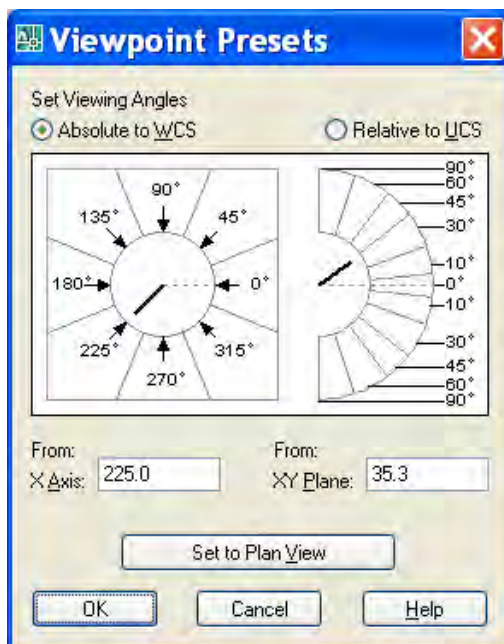 Viewpoint Presets
Set Viewing Angles
Absolute to WCS
Relative to UCS
90°
135°
45°
180°
0°
225°
315°
270°
90°
60°
45°
30°
10°
0°
10°
30°
45°
60°
90°
From:
X Axis: 225.0
From:
XY Plane: 35.3
Set to Plan View
OK Cancel Help